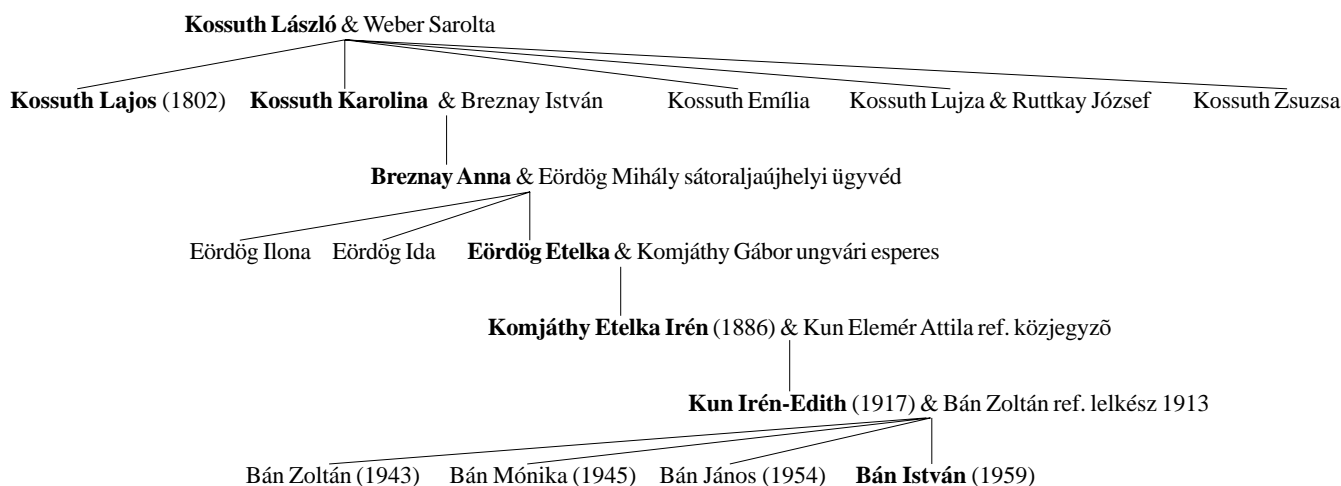 Kossuth László & Weber Sarolta
Kossuth Lajos (1802) Kossuth Karolina & Breznay István Kossuth Emília Kossuth Lujza & Ruttkay József Kossuth Zsuzsa
Breznay Anna & Eördög Mihály sátoraljaújhelyi ügyvéd
Eördög Ilona Eördög Ida Eördög Etelka & Komjáthy Gábor ungvári esperes
Komjáthy Etelka Irén (1886) & Kun Elemér Attila ref. közjegyzõ
Kun Irén-Edith (1917) & Bán Zoltán ref. lelkész 1913
Bán Zoltán (1943) Bán Mónika (1945) Bán János (1954) Bán István (1959)